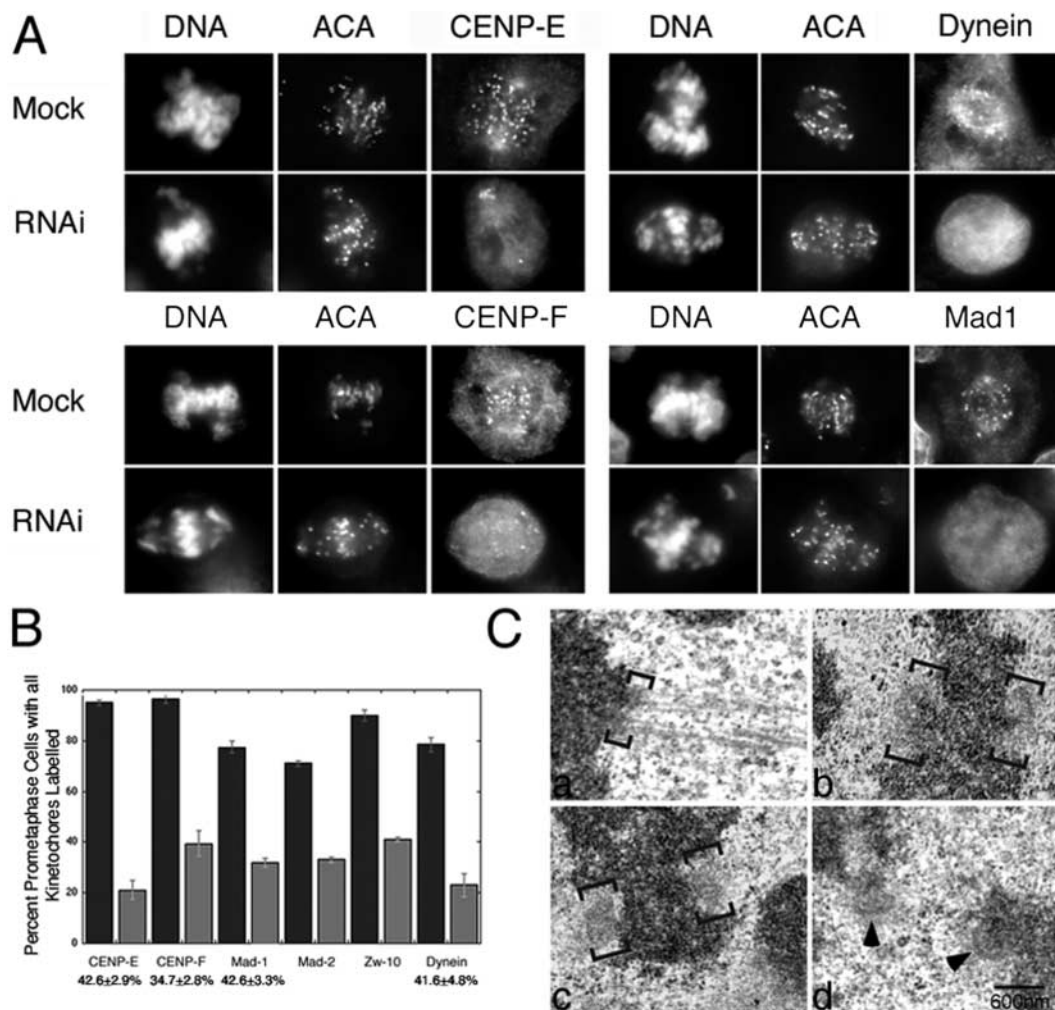 A
DNA ACA CENP-E DNA ACA Dynein
Mock
RNAi
DNA ACA CENP-F DNA ACA Mad1
Mock
RNAi
B
Percent Prometaphase Cells with all
Kinetochores Labelled
100
80
60
40
20
0
CENP-E CENP-F Mad-1 Mad-2 Zw-10 Dynein
42.6±2.9% 34.7±2.8% 42.6±3.3% 41.6±4.8%
C
a
b
c
d
600nm